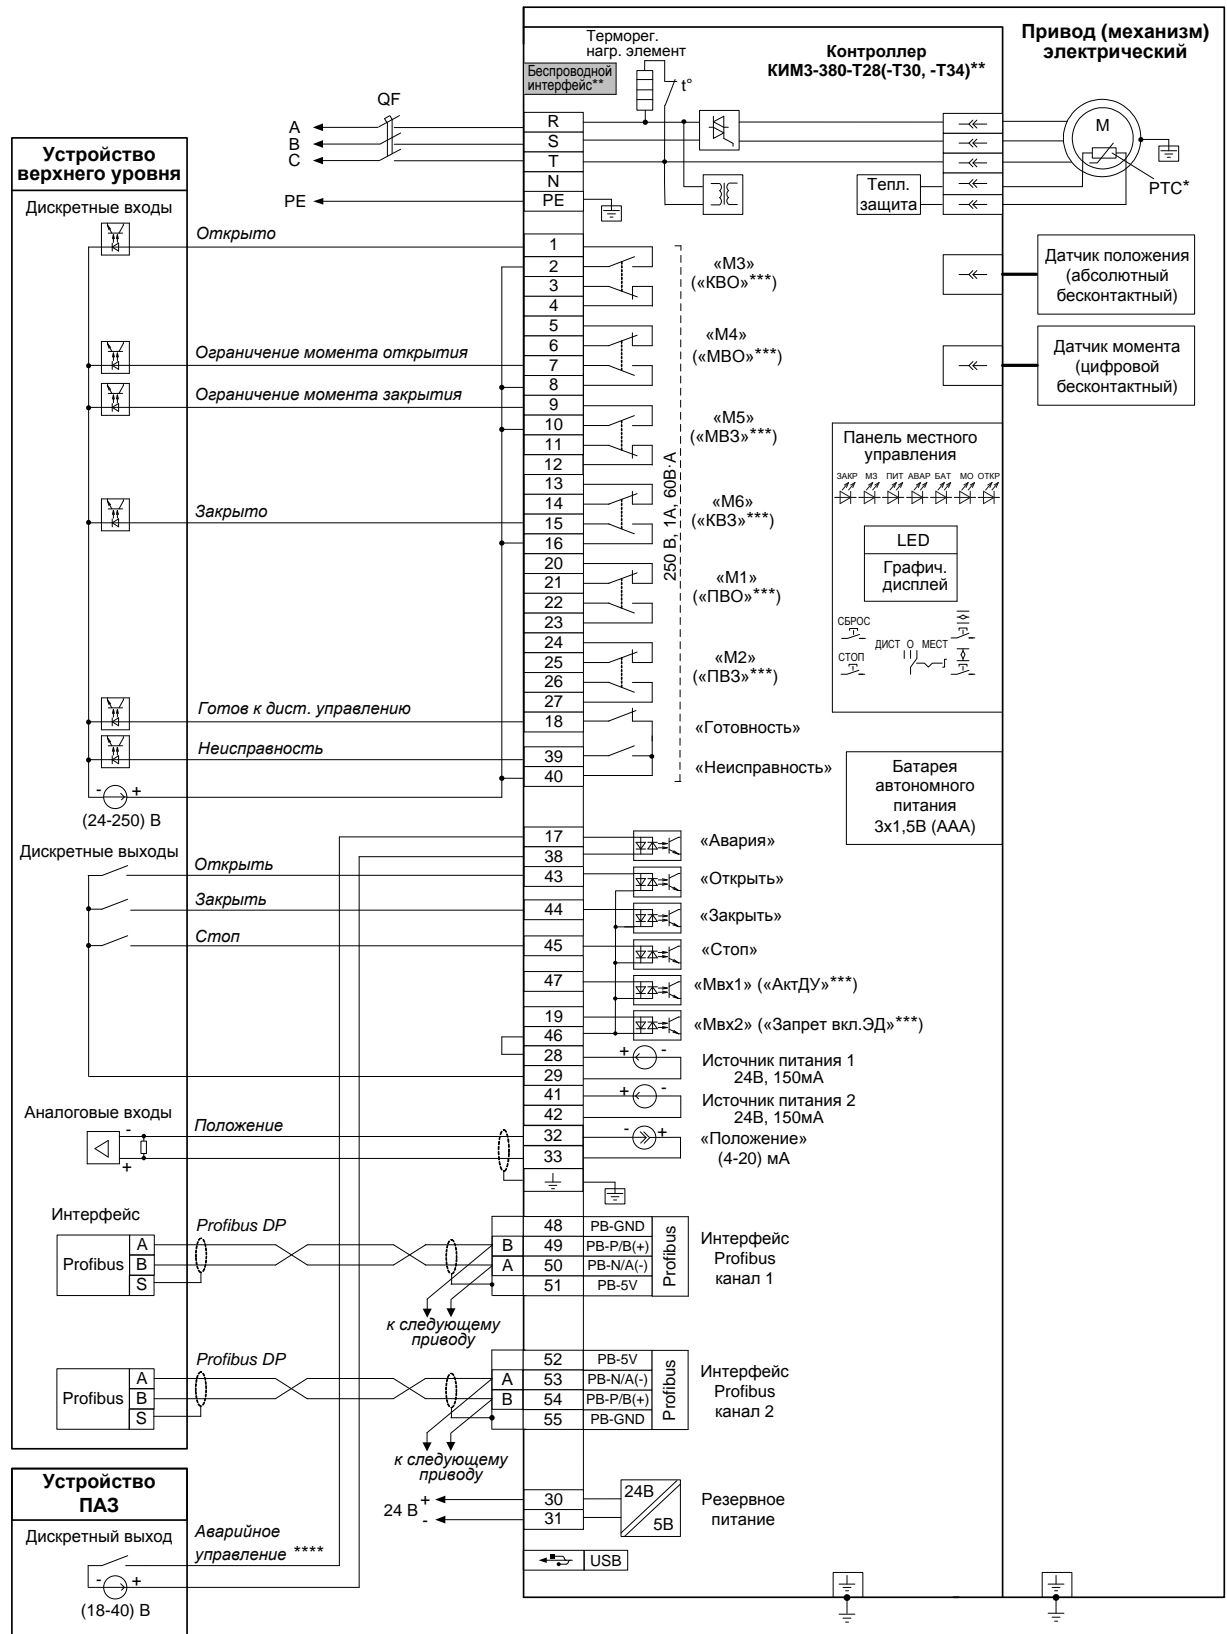 Терморег.
нагр. элемент
Беспроводной
интерфейс**
t°
Контроллер
КИМ3-380-Т28(-Т30, -Т34)**
Привод (механизм)
электрический
QF
A
B
C
PE
R
S
T
N
PE
Тепл.
защита
M
PTC*
Устройство
верхнего уровня
Дискретные входы
Открыто
Ограничение момента открытия
Ограничение момента закрытия
Закрыто
Готов к дист. управлению
Неисправность
- +
(24-250) В
1
2
3
4
5
6
7
8
9
10
11
12
13
14
15
16
20
21
22
23
24
25
26
27
18
39
40
«М3»
(«КВО»***)
«М4»
(«МВО»***)
«М5»
(«МВЗ»***)
«М6»
(«КВЗ»***)
«М1»
(«ПВО»***)
«М2»
(«ПВЗ»***)
«Готовность»
«Неисправность»
250 В, 1А, 60В·А
Датчик положения
(абсолютный
бесконтактный)
Датчик момента
(цифровой
бесконтактный)
Панель местного
управления
ЗАКР МЗ ПИТ АВАР БАТ МО ОТКР
LED
Графич.
дисплей
СБРОС
СТОП
ДИСТ О МЕСТ
Батарея
автономного
питания
3х1,5В (ААА)
Дискретные выходы
Открыть
Закрыть
Стоп
17
38
43
44
45
47
19
46
28
29
41
42
32
33
«Авария»
«Открыть»
«Закрыть»
«Стоп»
«Мвх1» («АктДУ»***)
«Мвх2» («Запрет вкл.ЭД»***)
+ -
Источник питания 1
24В, 150мА
+ -
Источник питания 2
24В, 150мА
- +
«Положение»
(4-20) мА
Аналоговые входы
-
+
Положение
Интерфейс
Profibus
A
B
S
Profibus DP
B
A
48 PB-GND
49 PB-P/B(+)
50 PB-N/A(-)
51 PB-5V
Profibus
Интерфейс
Profibus
канал 1
к следующему
приводу
Profibus
A
B
S
Profibus DP
A
B
52 PB-5V
53 PB-N/A(-)
54 PB-P/B(+)
55 PB-GND
Profibus
Интерфейс
Profibus
канал 2
к следующему
приводу
Устройство
ПАЗ
Дискретный выход
- +
(18-40) В
Аварийное
управление ****
24 В
+
-
30
31
24В
5В
Резервное
питание
USB